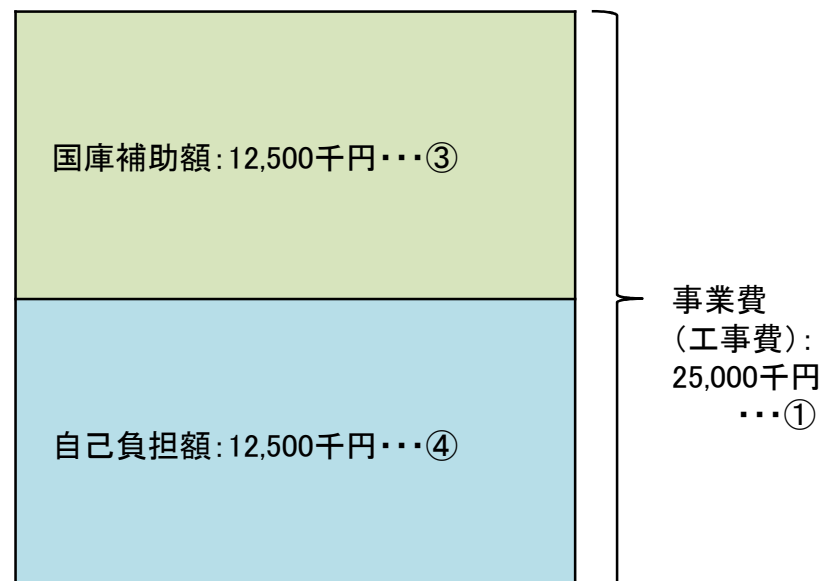 国庫補助額：12,500千円・・・③
事業費
（工事費）：
25,000千円
・・・①
自己負担額：12,500千円・・・④